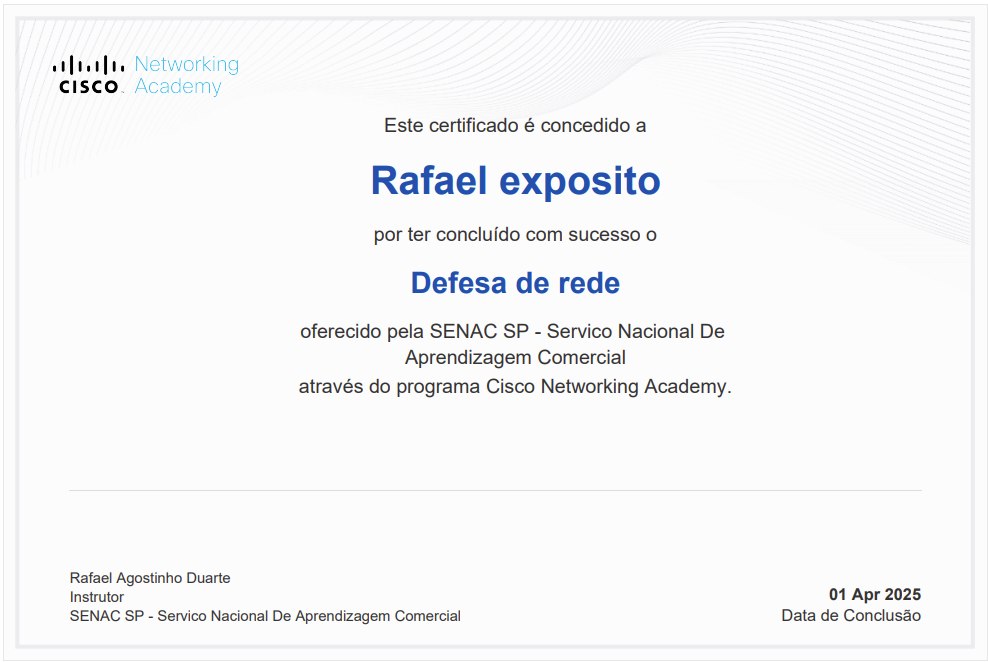 Networking
CISCO Academy
Este certificado é concedido a
Rafael exposito
por ter concluído com sucesso o
Defesa de rede
oferecido pela SENAC SP - Servico Nacional De
Aprendizagem Comercial
através do programa Cisco Networking Academy.
Rafael Agostinho Duarte
Instrutor
SENAC SP - Servico Nacional De Aprendizagem Comercial
01 Apr 2025
Data de Conclusão